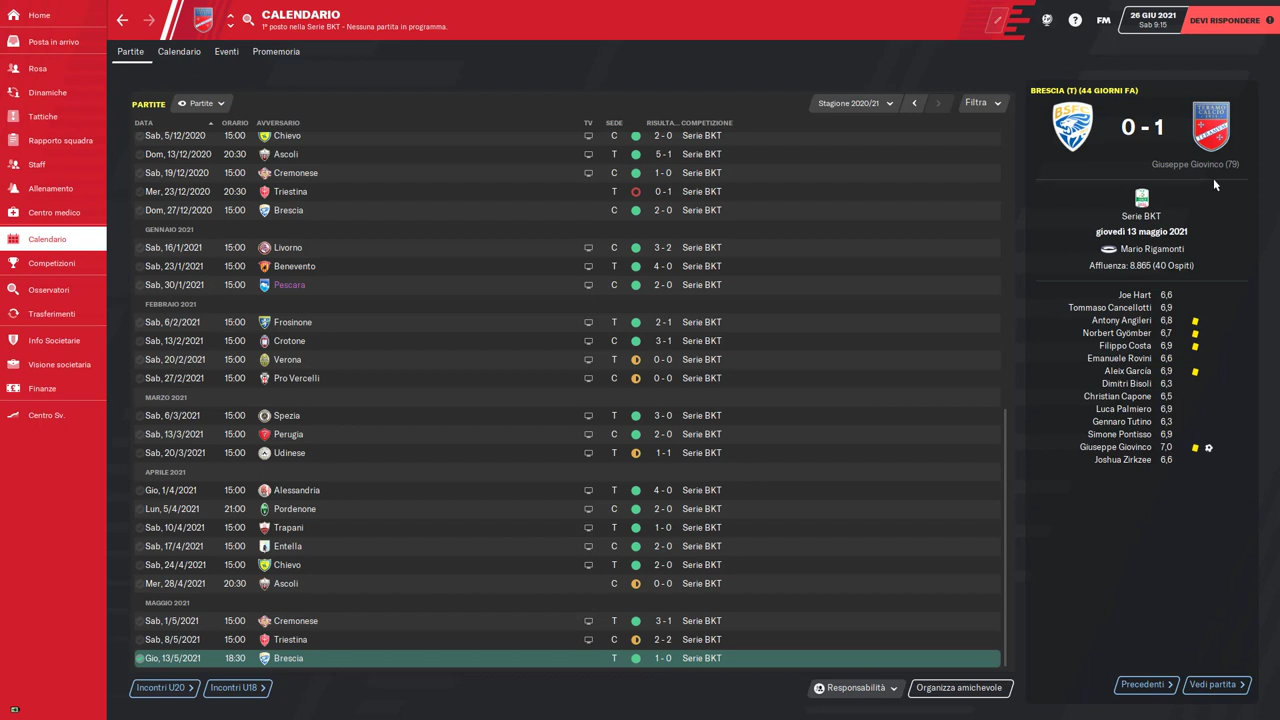 Home
Posta in arrivo
Rosa
Dinamiche
Tattiche
Rapporto squadra
Staff
Allenamento
Centro medico
Calendario
Competizioni
Osservatori
Trasferimenti
Info Societarie
Visione societaria
Finanze
Centro Sv.
CALENDARIO
1° posto nella Serie BKT - Nessuna partita in programma.
FM
26 GIU 2021
Sab 9:15
DEVI RISPONDERE
Partite Calendario Eventi Promemoria
PARTITE Partite Stagione 2020/21 Filtra
DATA ORARIO AVVERSARIO TV SEDE RISULTA... COMPETIZIONE
Sab, 5/12/2020 15:00 Chievo C 2 - 0 Serie BKT
Dom, 13/12/2020 20:30 Ascoli T 5 - 1 Serie BKT
Sab, 19/12/2020 15:00 Cremonese C 1 - 0 Serie BKT
Mer, 23/12/2020 20:30 Triestina T 0 - 1 Serie BKT
Dom, 27/12/2020 15:00 Brescia C 2 - 0 Serie BKT
GENNAIO 2021
Sab, 16/1/2021 15:00 Livorno C 3 - 2 Serie BKT
Sab, 23/1/2021 15:00 Benevento T 4 - 0 Serie BKT
Sab, 30/1/2021 15:00 Pescara C 2 - 0 Serie BKT
FEBBRAIO 2021
Sab, 6/2/2021 15:00 Frosinone T 2 - 1 Serie BKT
Sab, 13/2/2021 15:00 Crotone C 3 - 1 Serie BKT
Sab, 20/2/2021 15:00 Verona T 0 - 0 Serie BKT
Sab, 27/2/2021 15:00 Pro Vercelli C 0 - 0 Serie BKT
MARZO 2021
Sab, 6/3/2021 15:00 Spezia T 3 - 0 Serie BKT
Sab, 13/3/2021 15:00 Perugia C 2 - 0 Serie BKT
Sab, 20/3/2021 15:00 Udinese T 1 - 1 Serie BKT
APRILE 2021
Gio, 1/4/2021 15:00 Alessandria T 4 - 0 Serie BKT
Lun, 5/4/2021 21:00 Pordenone C 2 - 0 Serie BKT
Sab, 10/4/2021 15:00 Trapani T 1 - 0 Serie BKT
Sab, 17/4/2021 15:00 Entella C 2 - 0 Serie BKT
Sab, 24/4/2021 15:00 Chievo T 2 - 0 Serie BKT
Mer, 28/4/2021 20:30 Ascoli C 0 - 0 Serie BKT
MAGGIO 2021
Sab, 1/5/2021 15:00 Cremonese T 3 - 1 Serie BKT
Sab, 8/5/2021 15:00 Triestina C 2 - 2 Serie BKT
Gio, 13/5/2021 18:30 Brescia T 1 - 0 Serie BKT
Incontri U20 Incontri U18 Responsabilità Organizza amichevole
BRESCIA (T) (44 GIORNI FA)
0 - 1
Giuseppe Giovinco (79)
Serie BKT
giovedì 13 maggio 2021
Mario Rigamonti
Affluenza: 8.865 (40 Ospiti)
Joe Hart 6,6
Tommaso Cancellotti 6,9
Antony Angileri 6,8
Norbert Gyömber 6,7
Filippo Costa 6,9
Emanuele Rovini 6,6
Aleix García 6,9
Dimitri Bisoli 6,3
Christian Capone 6,5
Luca Palmiero 6,9
Gennaro Tutino 6,3
Simone Pontisso 6,9
Giuseppe Giovinco 7,0
Joshua Zirkzee 6,6
Precedenti Vedi partita